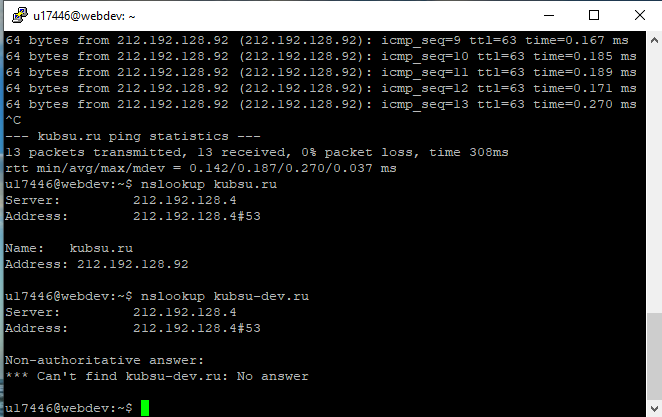 u17446@webdev: ~
64 bytes from 212.192.128.92 (212.192.128.92): icmp_seq=9 ttl=63 time=0.167 ms
64 bytes from 212.192.128.92 (212.192.128.92): icmp_seq=10 ttl=63 time=0.185 ms
64 bytes from 212.192.128.92 (212.192.128.92): icmp_seq=11 ttl=63 time=0.189 ms
64 bytes from 212.192.128.92 (212.192.128.92): icmp_seq=12 ttl=63 time=0.171 ms
64 bytes from 212.192.128.92 (212.192.128.92): icmp_seq=13 ttl=63 time=0.270 ms
^C
--- kubsu.ru ping statistics ---
13 packets transmitted, 13 received, 0% packet loss, time 308ms
rtt min/avg/max/mdev = 0.142/0.187/0.270/0.037 ms
u17446@webdev:~$ nslookup kubsu.ru
Server:         212.192.128.4
Address:        212.192.128.4#53

Name:   kubsu.ru
Address: 212.192.128.92

u17446@webdev:~$ nslookup kubsu-dev.ru
Server:         212.192.128.4
Address:        212.192.128.4#53

Non-authoritative answer:
*** Can't find kubsu-dev.ru: No answer

u17446@webdev:~$